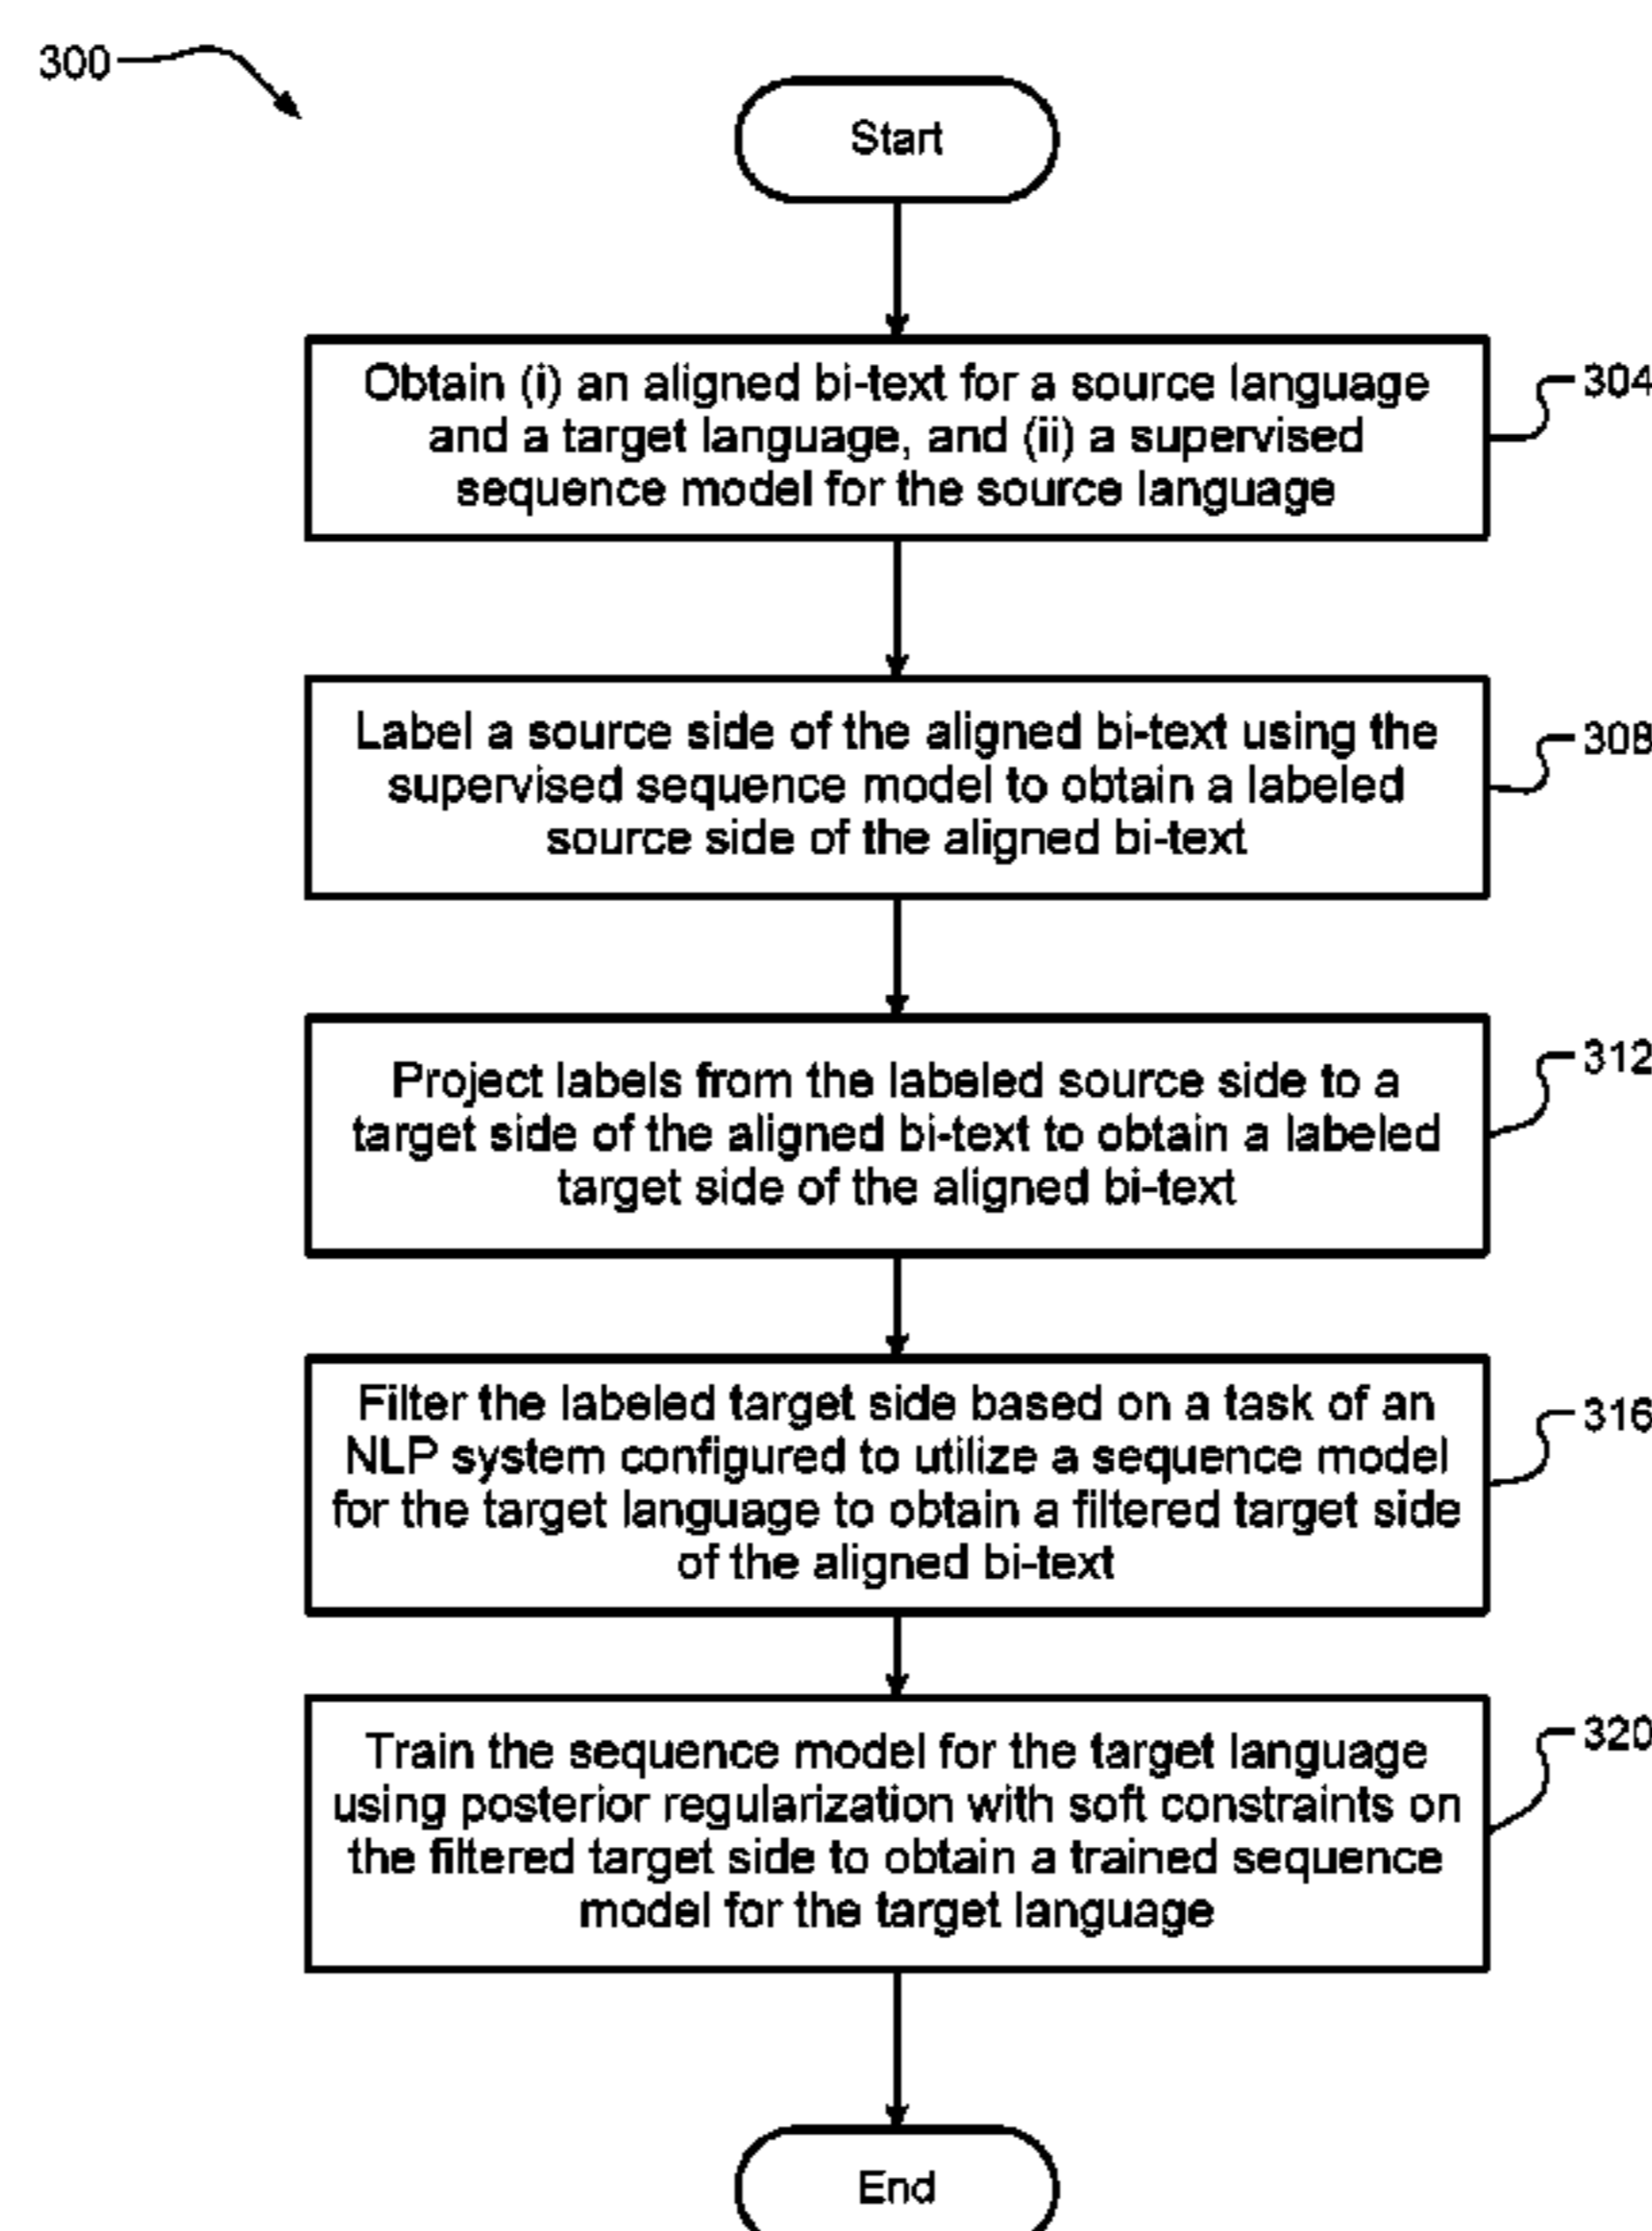 300
Start
Obtain (i) an aligned bi-text for a source language
and a target language, and (ii) a supervised
sequence model for the source language
304
Label a source side of the aligned bi-text using the
supervised sequence model to obtain a labeled
source side of the aligned bi-text
308
Project labels from the labeled source side to a
target side of the aligned bi-text to obtain a labeled
target side of the aligned bi-text
312
Filter the labeled target side based on a task of an
NLP system configured to utilize a sequence model
for the target language to obtain a filtered target side
of the aligned bi-text
316
Train the sequence model for the target language
using posterior regularization with soft constraints on
the filtered target side to obtain a trained sequence
model for the target language
320
End